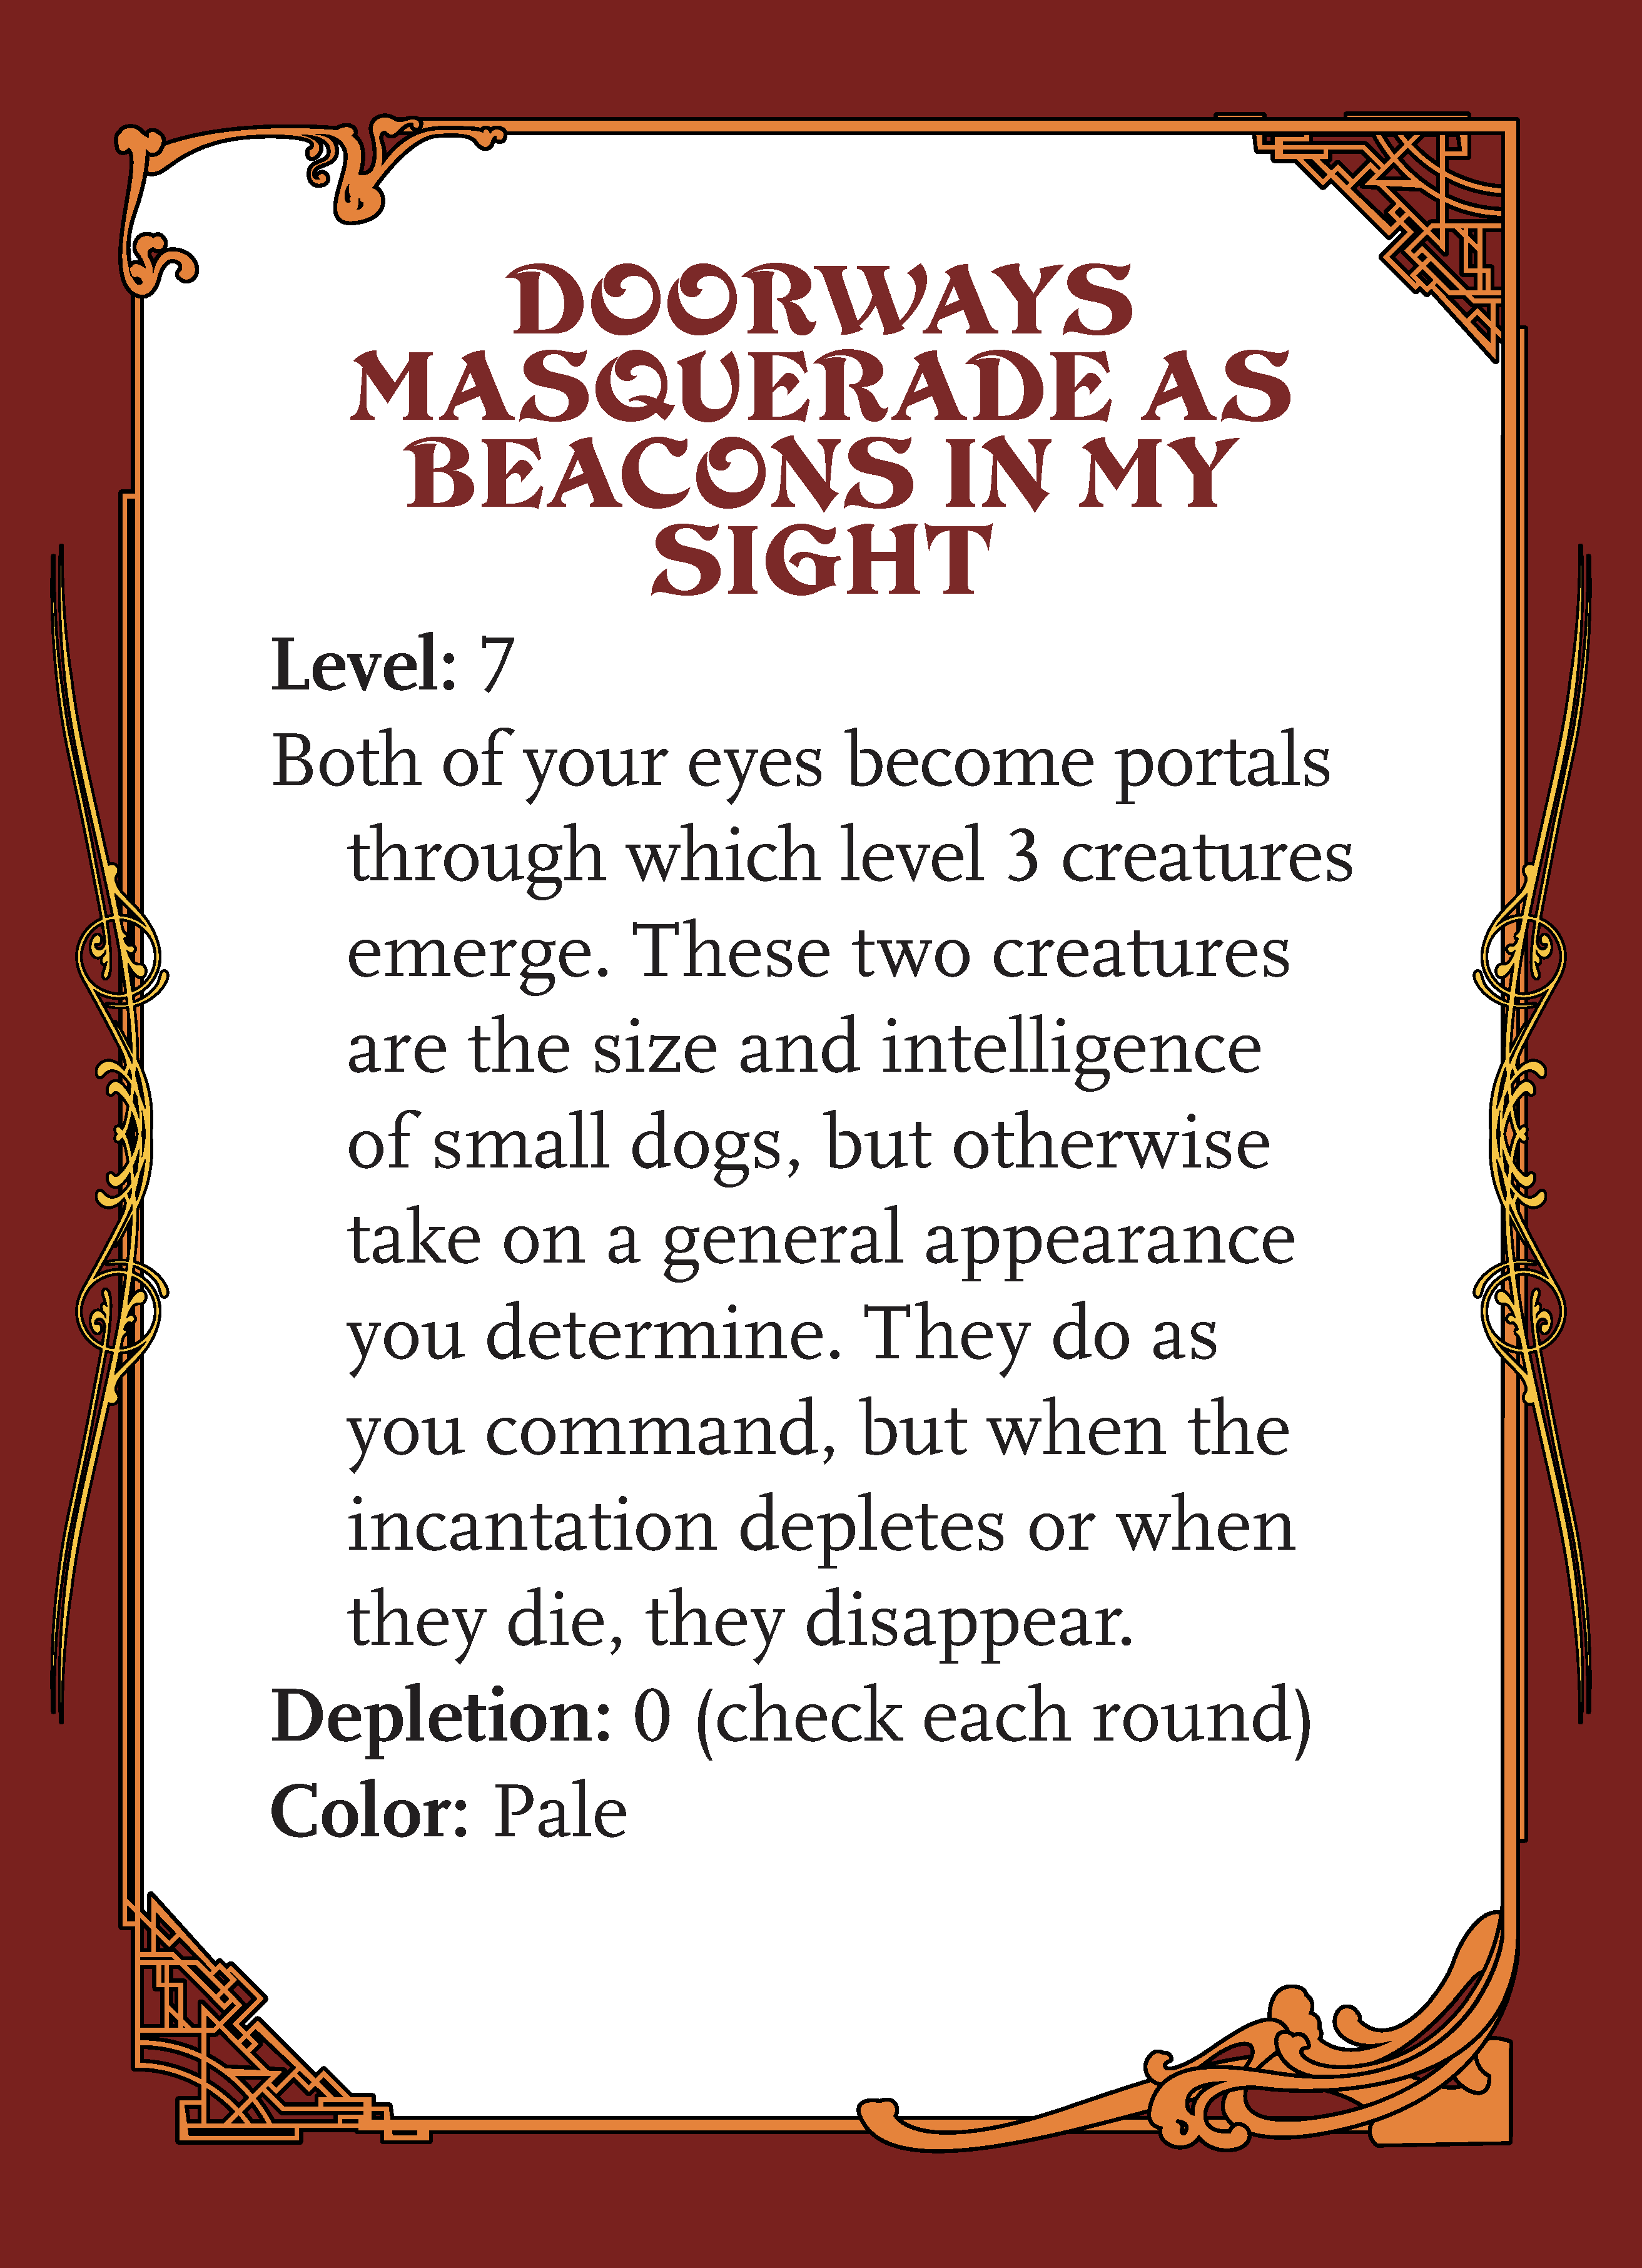 DOORWAYS
MASQUERADE AS
BEACONS IN MY
SIGHT
Level: 7
Both of your eyes become portals
through which level 3 creatures
emerge. These two creatures
are the size and intelligence
of small dogs, but otherwise
take on a general appearance
you determine. They do as
you command, but when the
incantation depletes or when
they die, they disappear.
Depletion: 0 (check each round)
Color: Pale